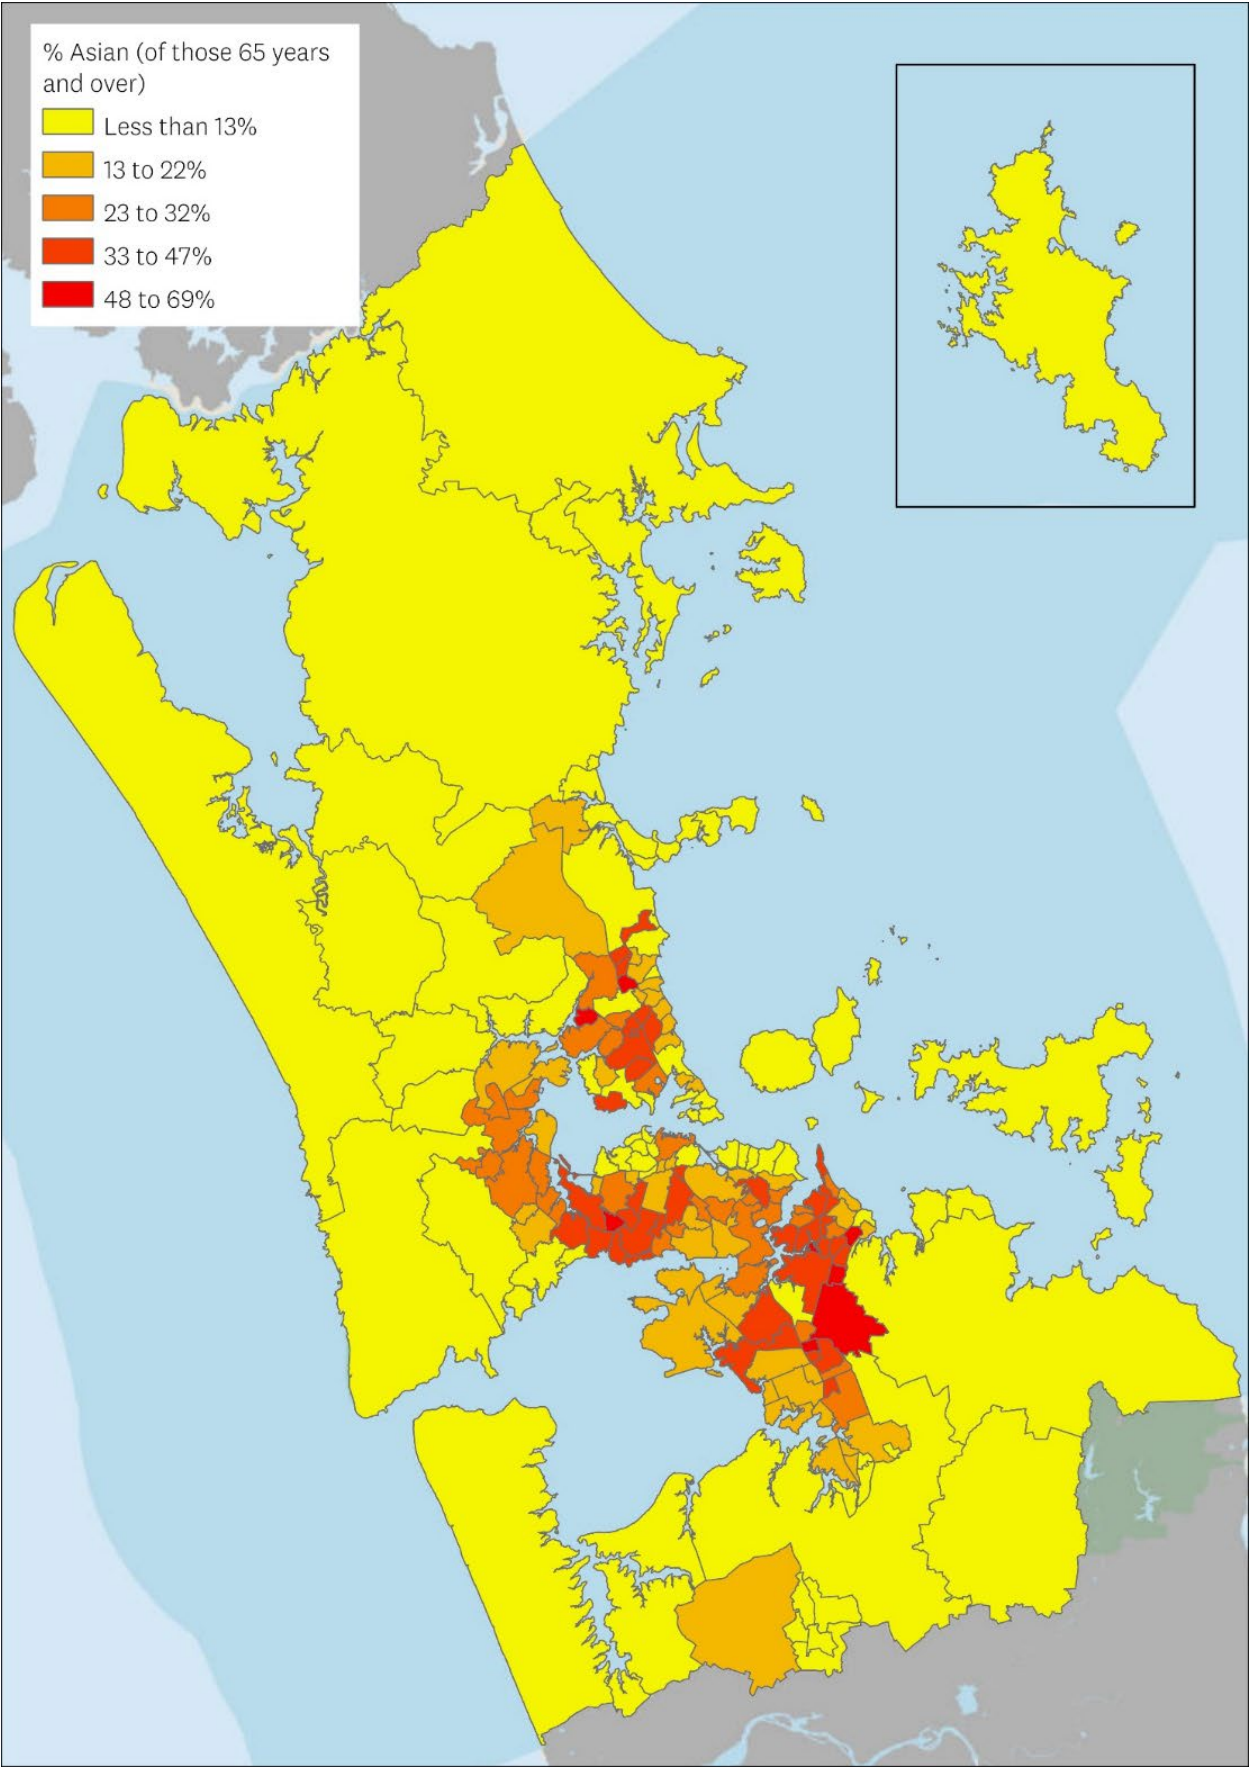 % Asian (of those 65 years
and over)
Less than 13%
13 to 22%
23 to 32%
33 to 47%
48 to 69%